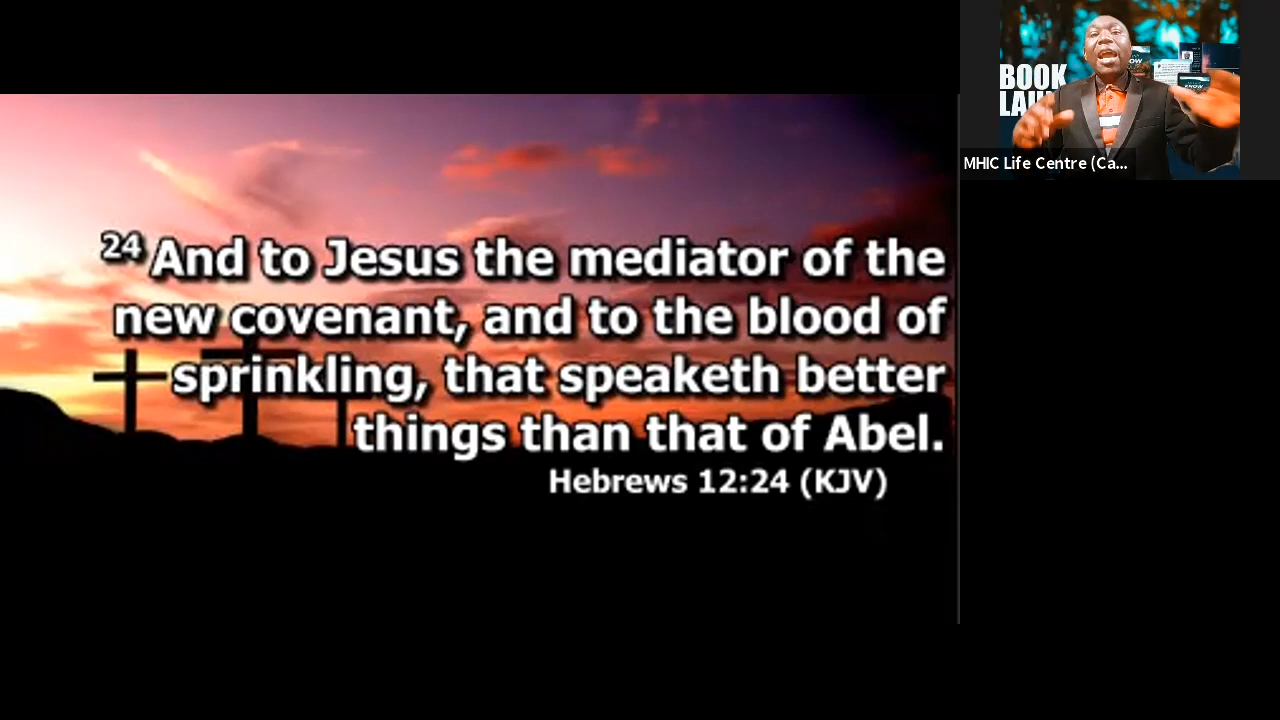 24 And to Jesus the mediator of the
new covenant, and to the blood of
sprinkling, that speaketh better
things than that of Abel.
Hebrews 12:24 (KJV)
BOOK
MHIC Life Centre (Ca...